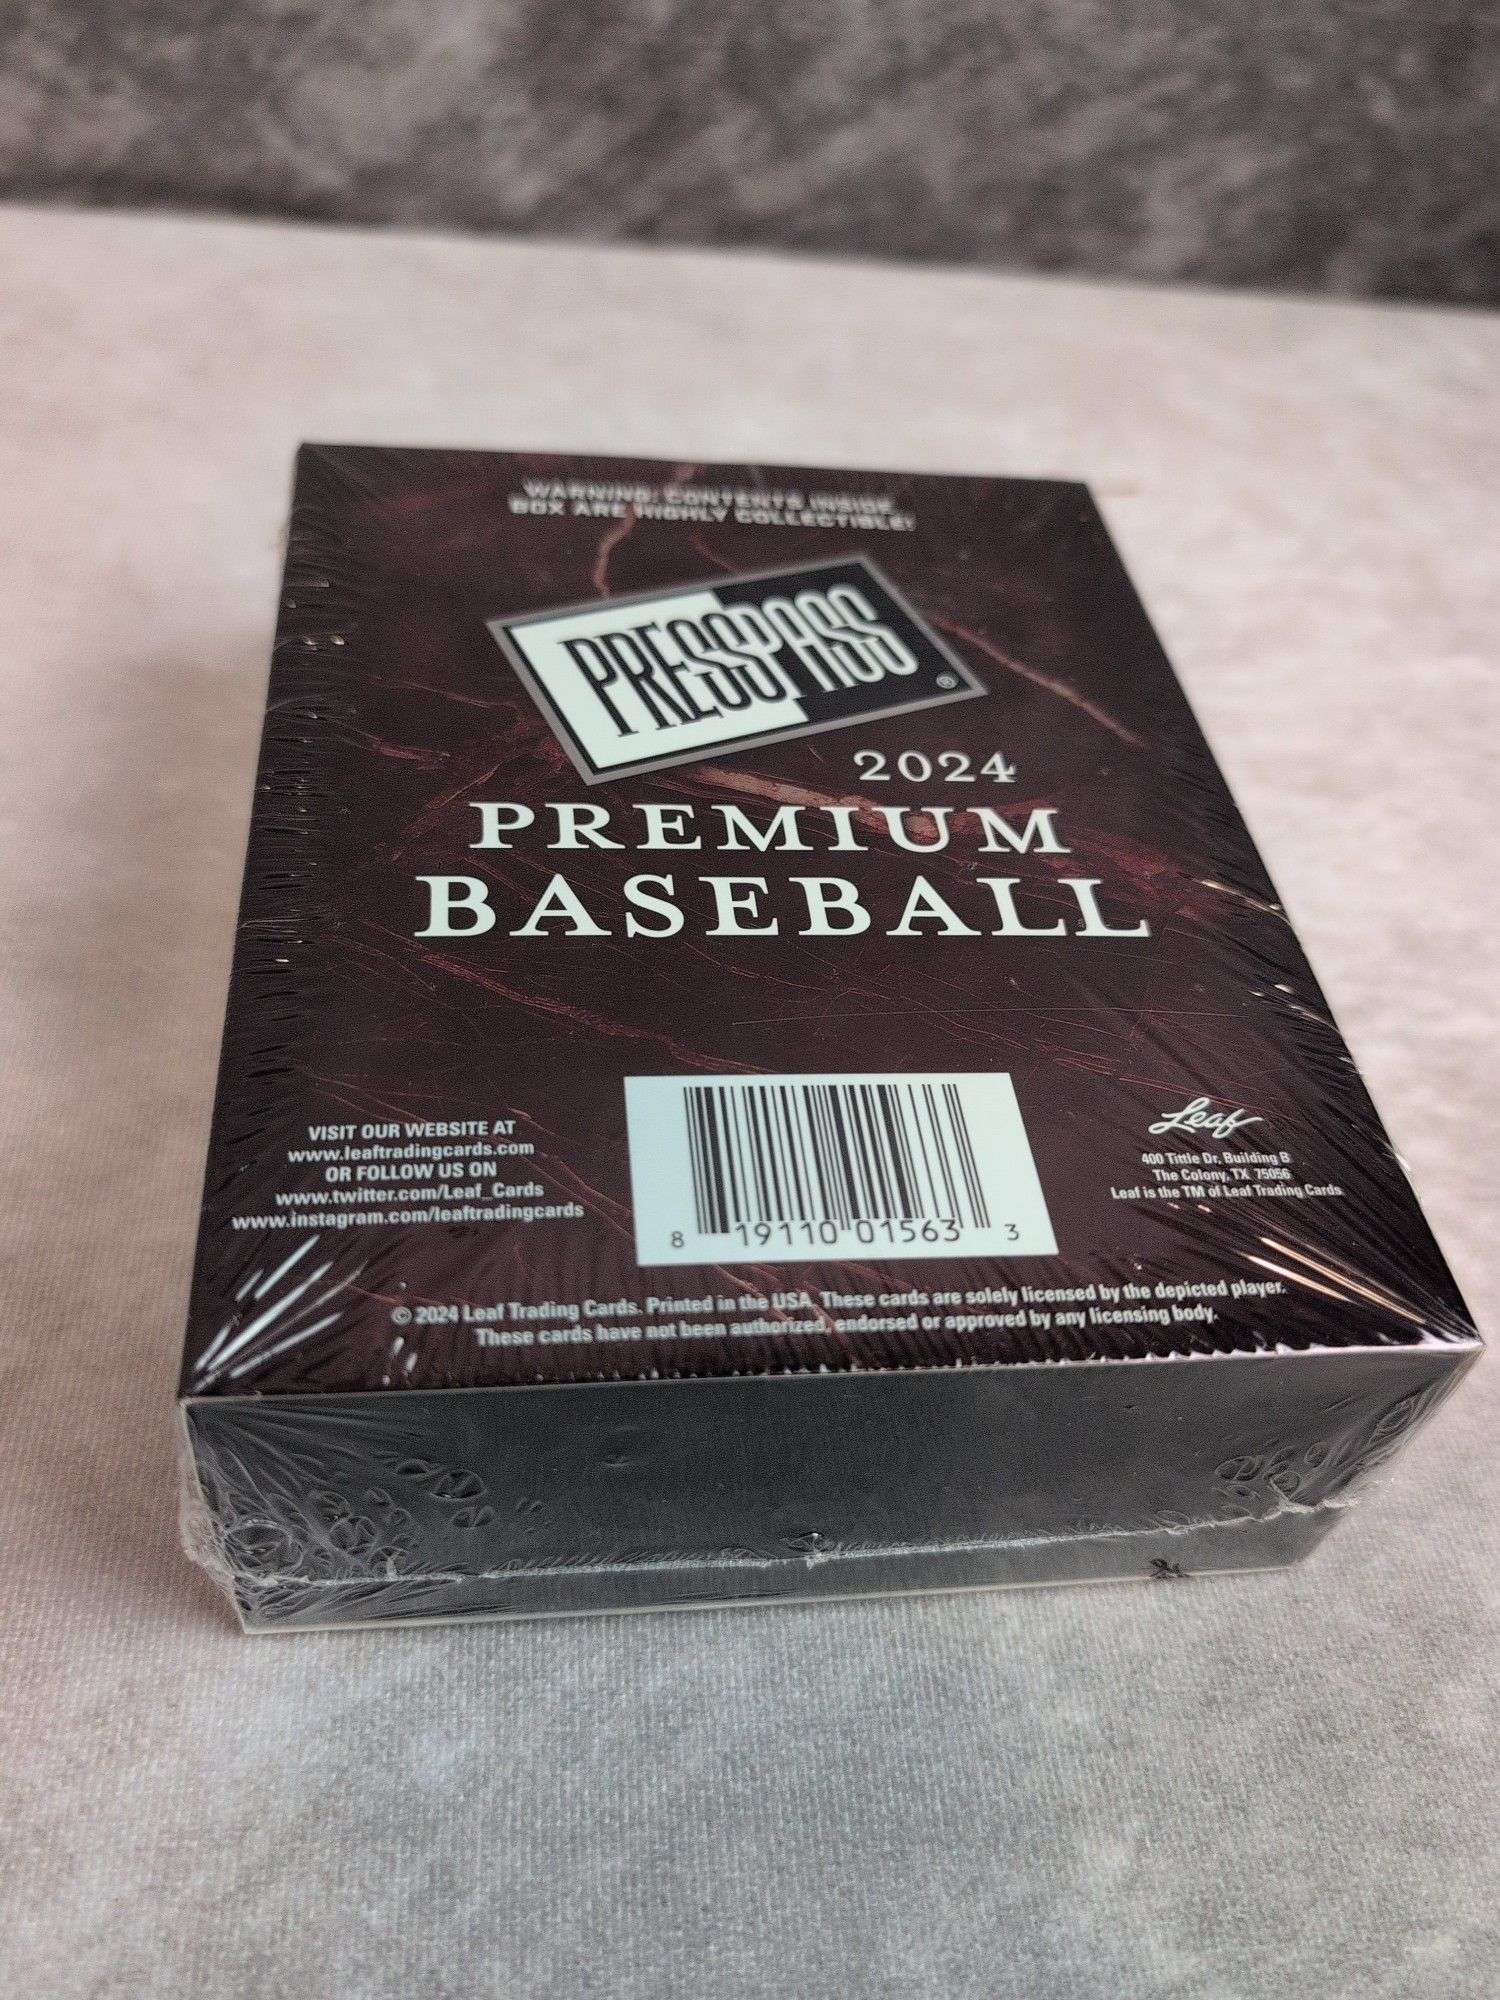 WARNING: CONTENTS INSIDE
BOX ARE HIGHLY COLLECTIBLE!
PRESSPASS®
2024
PREMIUM
BASEBALL
VISIT OUR WEBSITE AT
www.leaftradingcards.com
OR FOLLOW US ON
www.twitter.com/Leaf_Cards
www.instagram.com/leaftradingcards
8 19110 01563 3
Leaf
400 Tittle Dr, Building B
The Colony, TX 75056
Leaf is the TM of Leaf Trading Cards
© 2024 Leaf Trading Cards. Printed in the USA. These cards are solely licensed by the depicted player.
These cards have not been authorized, endorsed or approved by any licensing body.